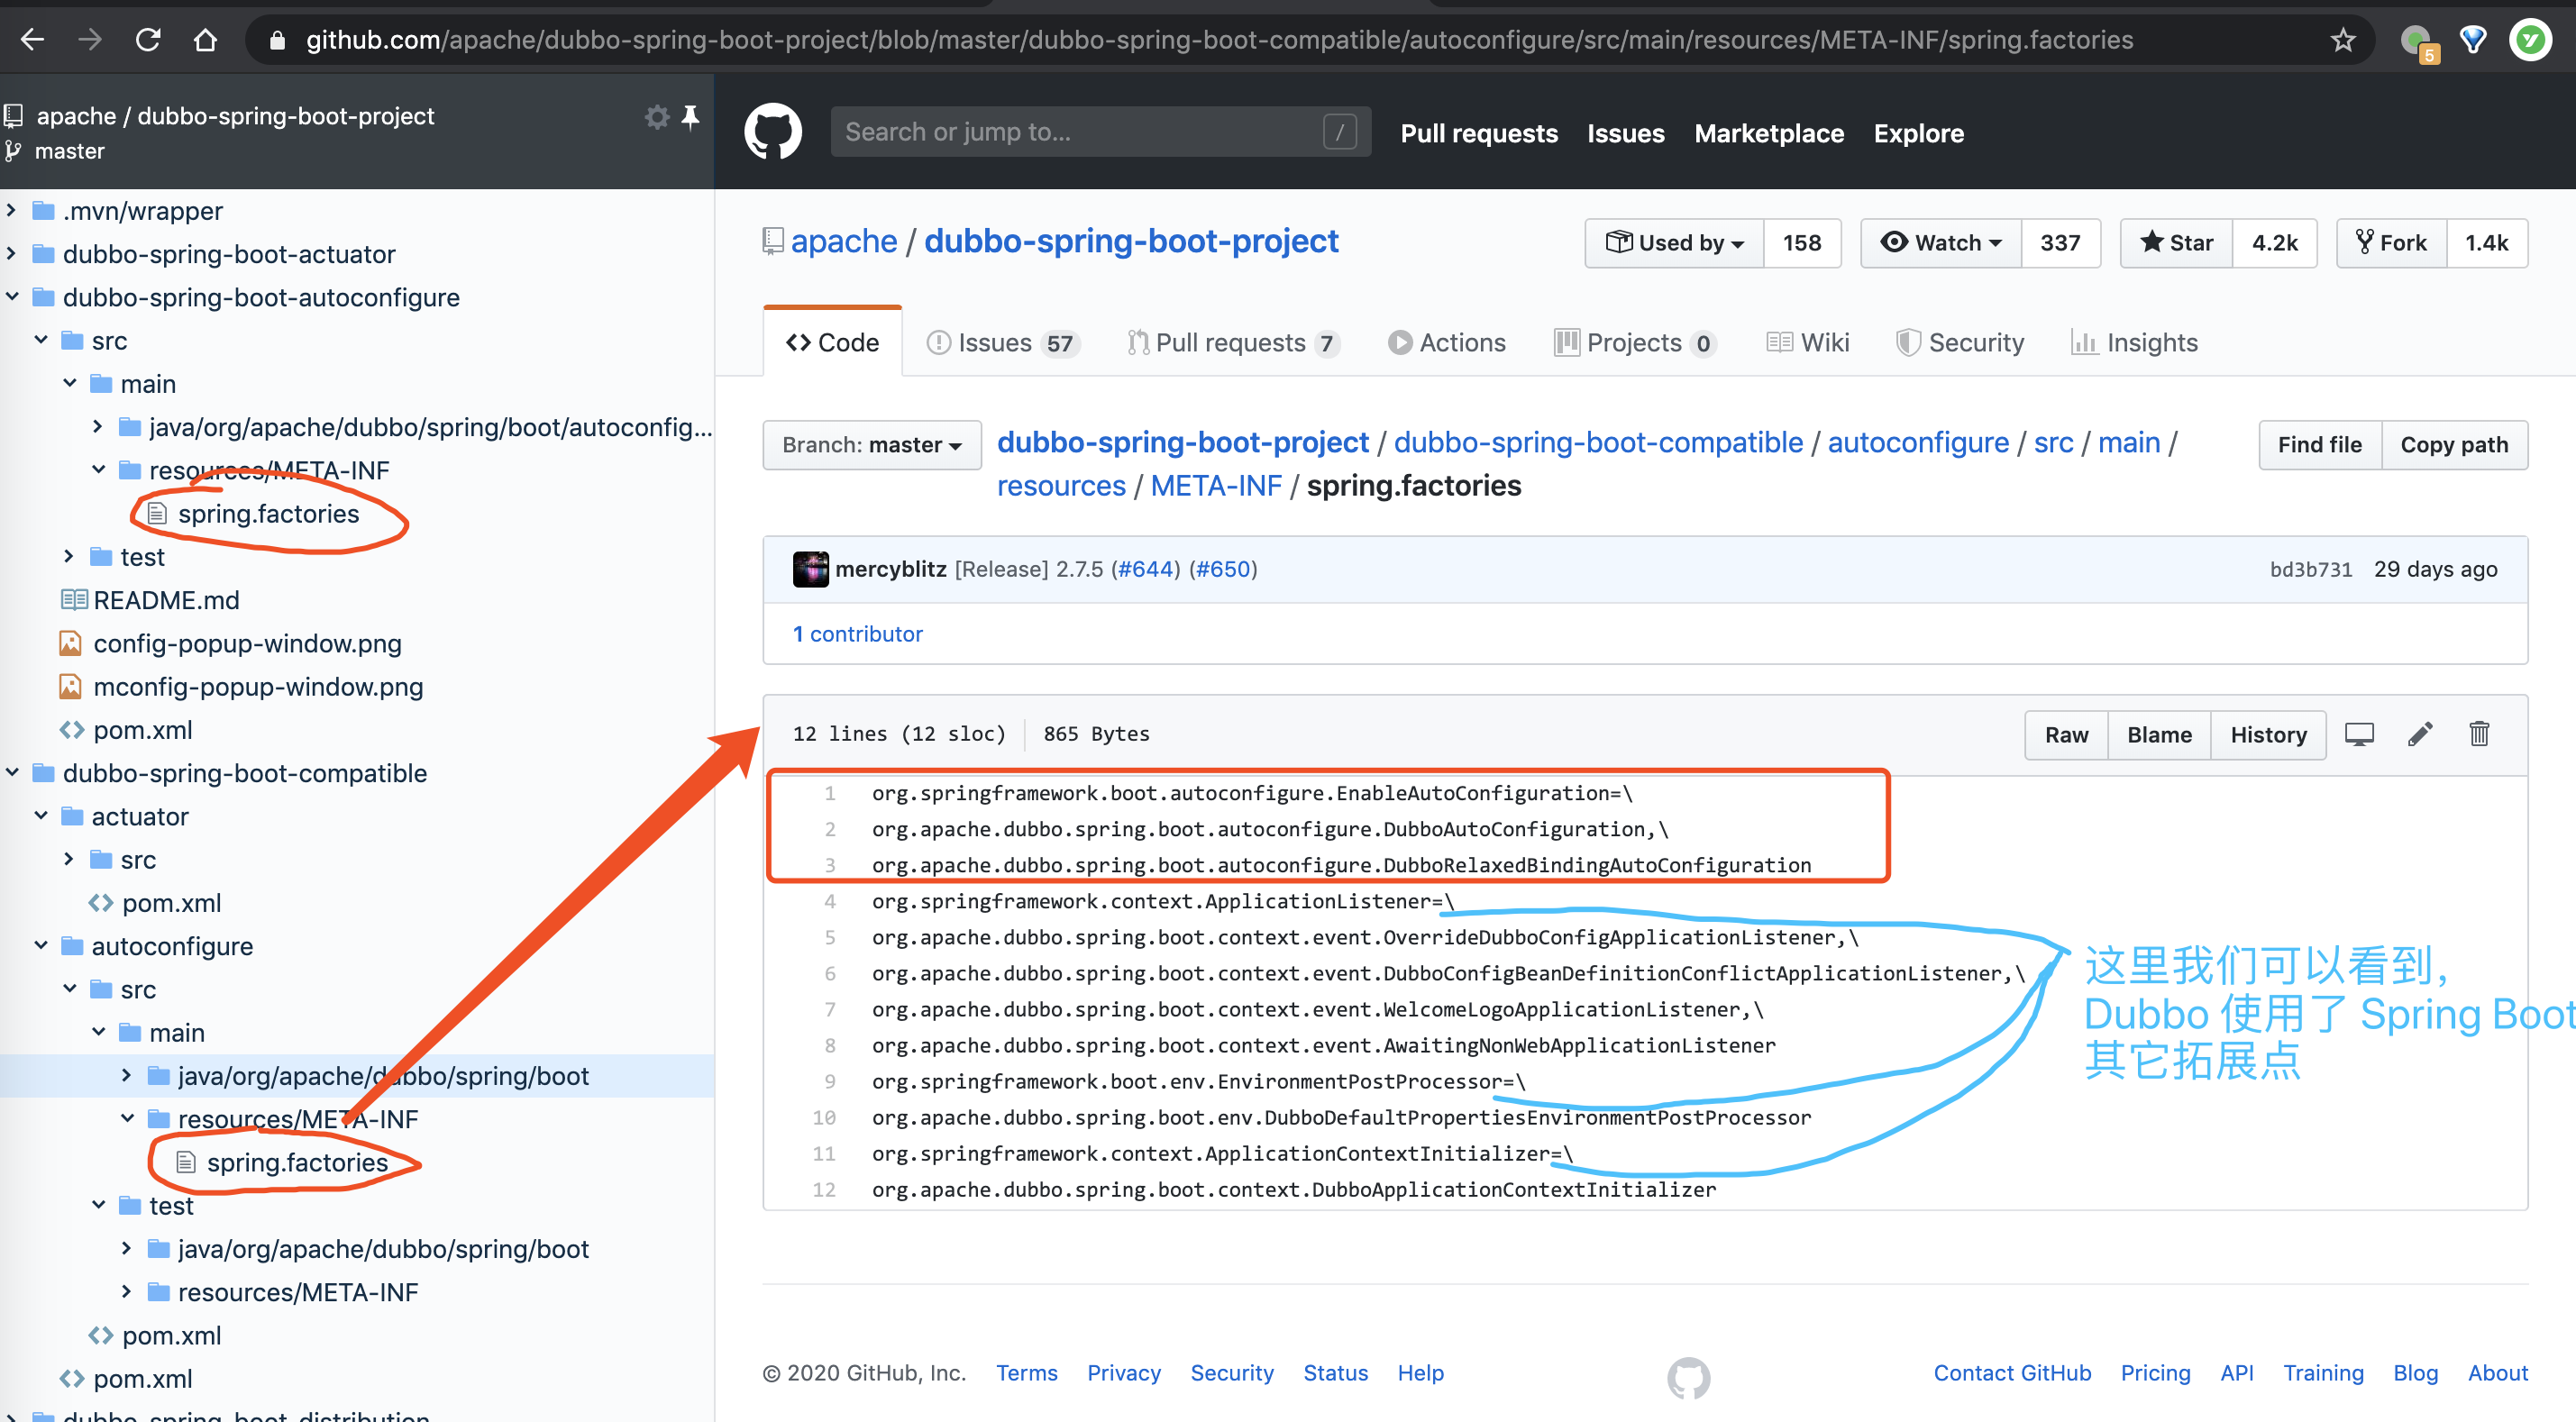 github.com/apache/dubbo-spring-boot-project/blob/master/dubbo-spring-boot-compatible/autoconfigure/src/main/resources/META-INF/spring.factories
5
apache / dubbo-spring-boot-project
master
.mvn/wrapper
dubbo-spring-boot-actuator
dubbo-spring-boot-autoconfigure
src
main
java/org/apache/dubbo/spring/boot/autoconfig...
resources/META-INF
spring.factories
test
README.md
config-popup-window.png
mconfig-popup-window.png
pom.xml
dubbo-spring-boot-compatible
actuator
src
pom.xml
autoconfigure
src
main
java/org/apache/dubbo/spring/boot
resources/META-INF
spring.factories
test
java/org/apache/dubbo/spring/boot
resources/META-INF
pom.xml
pom.xml
dubbo-spring-boot-distribution
Search or jump to... /
Pull requests Issues Marketplace Explore
apache / dubbo-spring-boot-project
Used by 158 Watch 337 Star 4.2k Fork 1.4k
Code Issues 57 Pull requests 7 Actions Projects 0 Wiki Security Insights
Branch: master
dubbo-spring-boot-project / dubbo-spring-boot-compatible / autoconfigure / src / main /
resources / META-INF / spring.factories
Find file Copy path
mercyblitz [Release] 2.7.5 (#644) (#650) bd3b731 29 days ago
1 contributor
12 lines (12 sloc) 865 Bytes Raw Blame History
1 org.springframework.boot.autoconfigure.EnableAutoConfiguration=\
2 org.apache.dubbo.spring.boot.autoconfigure.DubboAutoConfiguration,\
3 org.apache.dubbo.spring.boot.autoconfigure.DubboRelaxedBindingAutoConfiguration
4 org.springframework.context.ApplicationListener=\
5 org.apache.dubbo.spring.boot.context.event.OverrideDubboConfigApplicationListener,\
6 org.apache.dubbo.spring.boot.context.event.DubboConfigBeanDefinitionConflictApplicationListener,\
7 org.apache.dubbo.spring.boot.context.event.WelcomeLogoApplicationListener,\
8 org.apache.dubbo.spring.boot.context.event.AwaitingNonWebApplicationListener
9 org.springframework.boot.env.EnvironmentPostProcessor=\
10 org.apache.dubbo.spring.boot.env.DubboDefaultPropertiesEnvironmentPostProcessor
11 org.springframework.context.ApplicationContextInitializer=\
12 org.apache.dubbo.spring.boot.context.DubboApplicationContextInitializer
这里我们可以看到，
Dubbo 使用了 Spring Boot
其它拓展点
© 2020 GitHub, Inc. Terms Privacy Security Status Help Contact GitHub Pricing API Training Blog About